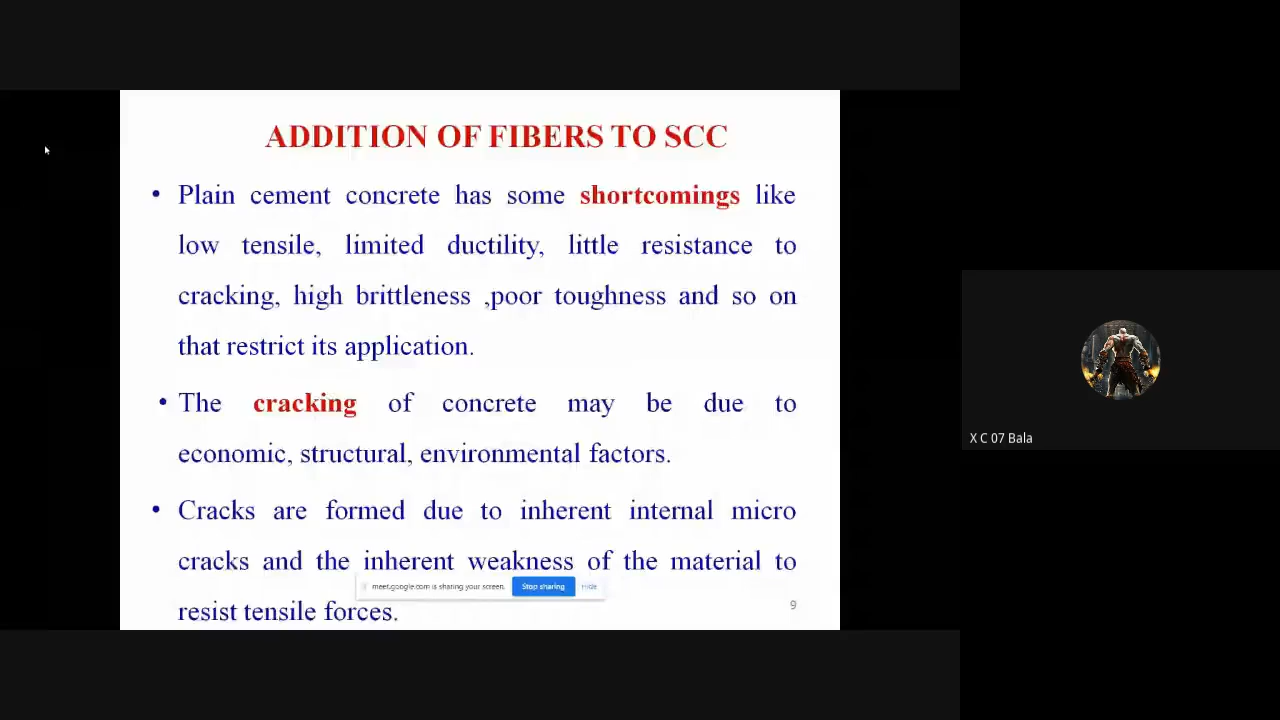 ADDITION OF FIBERS TO SCC
• Plain cement concrete has some shortcomings like
low tensile, limited ductility, little resistance to
cracking, high brittleness ,poor toughness and so on
that restrict its application.
• The cracking of concrete may be due to
economic, structural, environmental factors.
• Cracks are formed due to inherent internal micro
cracks and the inherent weakness of the material to
meet.google.com is sharing your screen. Stop sharing Hide
resist tensile forces.
9
X C 07 Bala